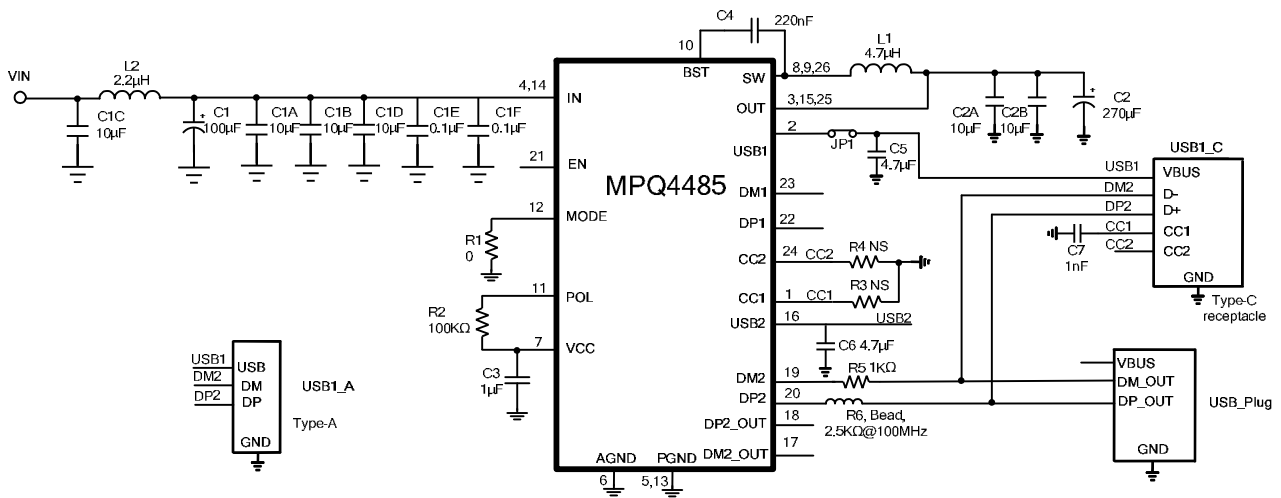 C4
220nF
10
BST
L1
4.7μH
L2
2.2μH
VIN
SW
8,9,26
4,14
IN
OUT
3,15,25
C1C
10μF
C1
100μF
C1A
10μF
C1B
10μF
C1D
10μF
C1E
0.1μF
C1F
0.1μF
C2A
10μF
C2B
10μF
C2
270μF
2
USB1
JP1
C5
4.7μF
USB1_C
21
EN
MPQ4485
DM1
23
DP1
22
USB1
VBUS
DM2
D-
DP2
D+
CC1
CC1
CC2
CC2
C7
1nF
GND
Type-C
receptacle
12
MODE
R1
0
CC2
24
CC2
R4 NS
CC1
1
CC1
R3 NS
11
POL
R2
100KΩ
USB2
16
USB2
C6 4.7μF
7
VCC
C3
1μF
USB1
USB
DM2
DM
DP2
DP
USB1_A
Type-A
GND
DM2
19
R5 1KΩ
DP2
20
R6, Bead,
2.5KΩ@100MHz
DP2_OUT
18
DM2_OUT
17
VBUS
DM_OUT
DP_OUT
USB_Plug
GND
AGND
PGND
6
5,13